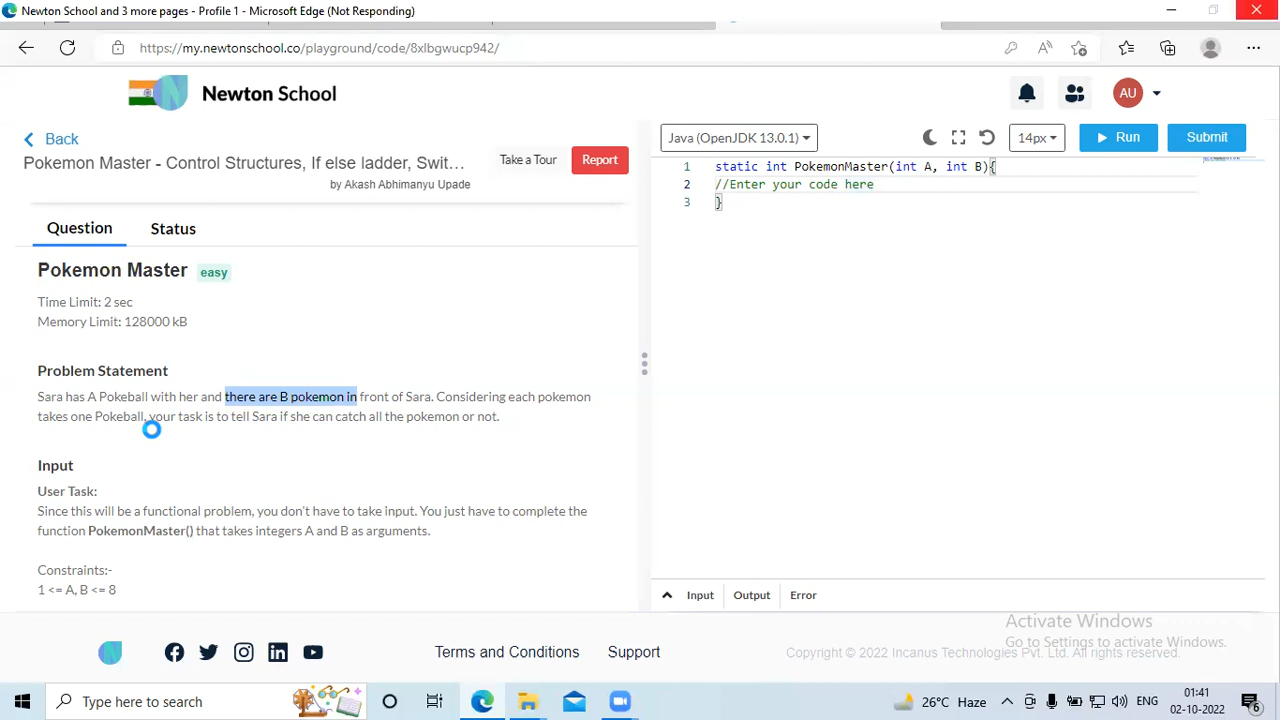 Newton School and 3 more pages - Profile 1 - Microsoft Edge (Not Responding)
https://my.newtonschool.co/playground/code/8xlbgwucp942/
Newton School
AU
Back
Pokemon Master - Control Structures, If else ladder, Swit...
by Akash Abhimanyu Upade
Take a Tour
Report
Question
Status
Pokemon Master easy
Time Limit: 2 sec
Memory Limit: 128000 kB
Problem Statement
Sara has A Pokeball with her and there are B pokemon in front of Sara. Considering each pokemon
takes one Pokeball, your task is to tell Sara if she can catch all the pokemon or not.
Input
User Task:
Since this will be a functional problem, you don't have to take input. You just have to complete the
function PokemonMaster() that takes integers A and B as arguments.
Constraints:-
1 <= A, B <= 8
Java (OpenJDK 13.0.1)
14px
Run
Submit
1 static int PokemonMaster(int A, int B){
2 //Enter your code here
3 }
Input
Output
Error
Activate Windows
Go to Settings to activate Windows.
Terms and Conditions
Support
Copyright © 2022 Incanus Technologies Pvt. Ltd. All rights reserved.
Type here to search
26°C Haze
ENG
01:41
02-10-2022
6